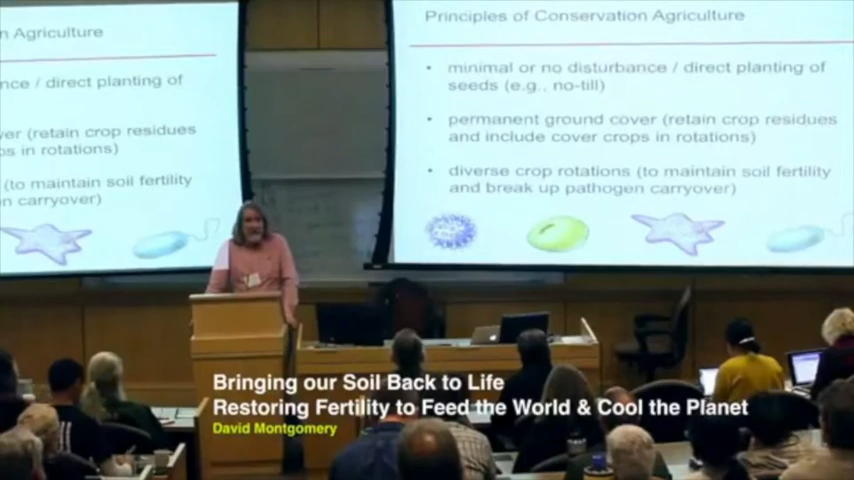 n Agriculture
nce / direct planting of
ver (retain crop residues
ps in rotations)
(to maintain soil fertility
n carryover)
Principles of Conservation Agriculture
• minimal or no disturbance / direct planting of
seeds (e.g., no-till)
• permanent ground cover (retain crop residues
and include cover crops in rotations)
• diverse crop rotations (to maintain soil fertility
and break up pathogen carryover)
Bringing our Soil Back to Life
Restoring Fertility to Feed the World & Cool the Planet
David Montgomery